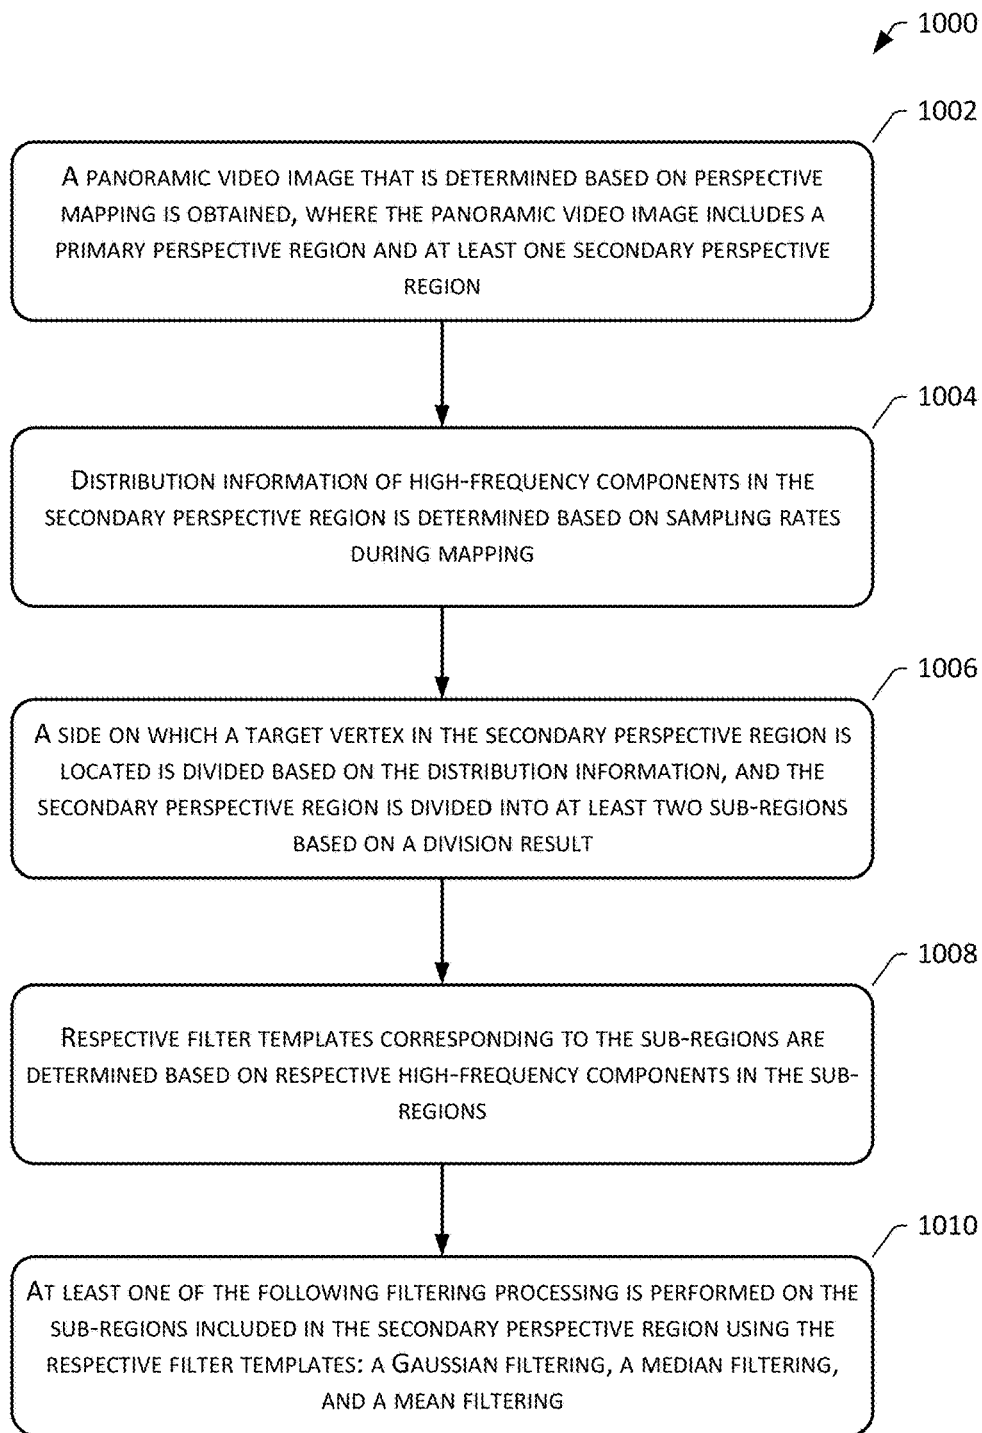 1000
1002
A PANORAMIC VIDEO IMAGE THAT IS DETERMINED BASED ON PERSPECTIVE
MAPPING IS OBTAINED, WHERE THE PANORAMIC VIDEO IMAGE INCLUDES A
PRIMARY PERSPECTIVE REGION AND AT LEAST ONE SECONDARY PERSPECTIVE
REGION
1004
DISTRIBUTION INFORMATION OF HIGH-FREQUENCY COMPONENTS IN THE
SECONDARY PERSPECTIVE REGION IS DETERMINED BASED ON SAMPLING RATES
DURING MAPPING
1006
A SIDE ON WHICH A TARGET VERTEX IN THE SECONDARY PERSPECTIVE REGION IS
LOCATED IS DIVIDED BASED ON THE DISTRIBUTION INFORMATION, AND THE
SECONDARY PERSPECTIVE REGION IS DIVIDED INTO AT LEAST TWO SUB-REGIONS
BASED ON A DIVISION RESULT
1008
RESPECTIVE FILTER TEMPLATES CORRESPONDING TO THE SUB-REGIONS ARE
DETERMINED BASED ON RESPECTIVE HIGH-FREQUENCY COMPONENTS IN THE SUB-
REGIONS
1010
AT LEAST ONE OF THE FOLLOWING FILTERING PROCESSING IS PERFORMED ON THE
SUB-REGIONS INCLUDED IN THE SECONDARY PERSPECTIVE REGION USING THE
RESPECTIVE FILTER TEMPLATES: A GAUSSIAN FILTERING, A MEDIAN FILTERING,
AND A MEAN FILTERING